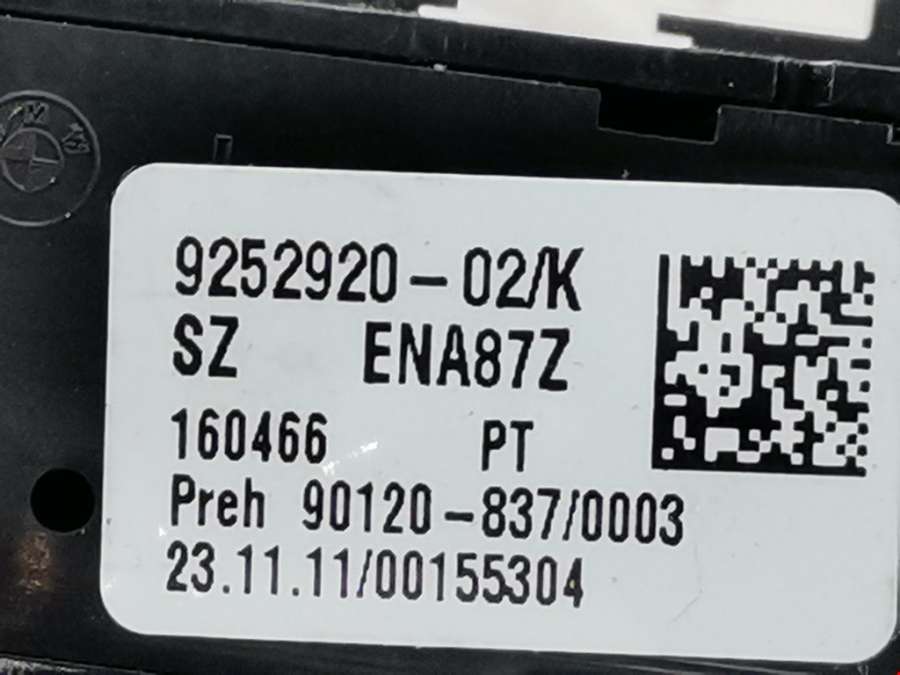 9252920-02/K
SZ ENA87Z
160466 PT
Preh 90120-837/0003
23.11.11/00155304